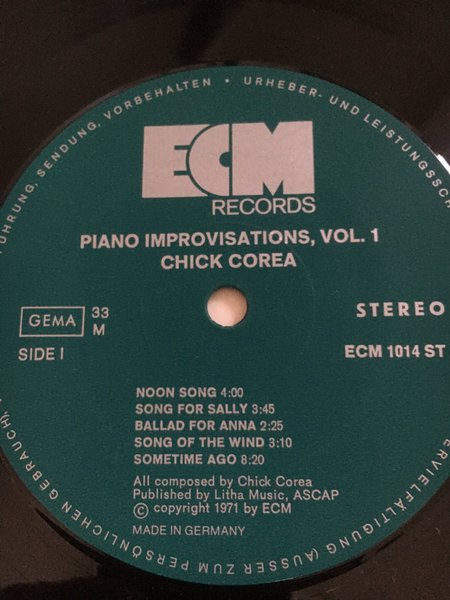 FÜHRUNG, SENDUNG, VORBEHALTEN • URHEBER- UND LEISTUNGSSCH
ECM
RECORDS
PIANO IMPROVISATIONS, VOL. 1
CHICK COREA
GEMA
33
M
STEREO
SIDE I
ECM 1014 ST
NOON SONG 4:00
SONG FOR SALLY 3:45
BALLAD FOR ANNA 2:25
SONG OF THE WIND 3:10
SOMETIME AGO 8:20
All composed by Chick Corea
Published by Litha Music, ASCAP
© copyright 1971 by ECM
MADE IN GERMANY
ERVIELFÄLTIGUNG (AUSSER ZUM PERSÖNLICHEN GEBRAUCH),